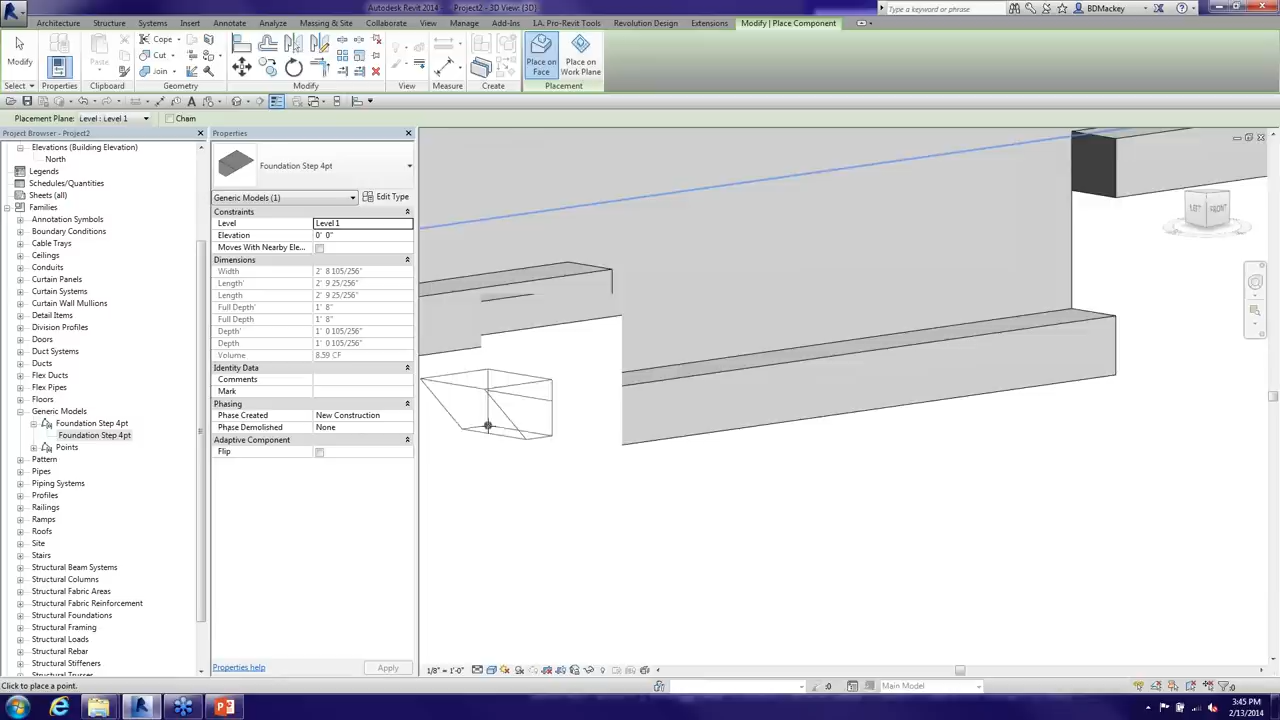 Autodesk Revit 2014 - Project2 - 3D View: {3D}
Type a keyword or phrase
BDMackey
Architecture Structure Systems Insert Annotate Analyze Massing & Site Collaborate View Manage Add-Ins I.A. Pro-Revit Tools Revolution Design Extensions Modify | Place Component
Modify
Paste
Cope
Cut
Join
Place on Face
Place on Work Plane
Select Properties Clipboard Geometry Modify View Measure Create Placement
Placement Plane: Level : Level 1 Chain
Project Browser - Project2
Elevations (Building Elevation)
North
Legends
Schedules/Quantities
Sheets (all)
Families
Annotation Symbols
Boundary Conditions
Cable Trays
Ceilings
Conduits
Curtain Panels
Curtain Systems
Curtain Wall Mullions
Detail Items
Division Profiles
Doors
Duct Systems
Ducts
Flex Ducts
Flex Pipes
Floors
Generic Models
Foundation Step 4pt
Foundation Step 4pt
Points
Pattern
Pipes
Piping Systems
Profiles
Railings
Ramps
Roofs
Site
Stairs
Structural Beam Systems
Structural Columns
Structural Fabric Areas
Structural Fabric Reinforcement
Structural Foundations
Structural Framing
Structural Loads
Structural Rebar
Structural Stiffeners
Structural Trusses
Properties
Foundation Step 4pt
Generic Models (1) Edit Type
Constraints
Level Level 1
Elevation 0' 0"
Moves With Nearby Ele...
Dimensions
Width 2' 8 105/256"
Length' 2' 9 25/256"
Length 2' 9 25/256"
Full Depth' 1' 8"
Full Depth 1' 8"
Depth' 1' 0 105/256"
Depth 1' 0 105/256"
Volume 8.59 CF
Identity Data
Comments
Mark
Phasing
Phase Created New Construction
Phase Demolished None
Adaptive Component
Flip
Properties help Apply
LEFT FRONT
1/8" = 1'-0"
Click to place a point.
:0 Main Model :0
3:45 PM
2/13/2014